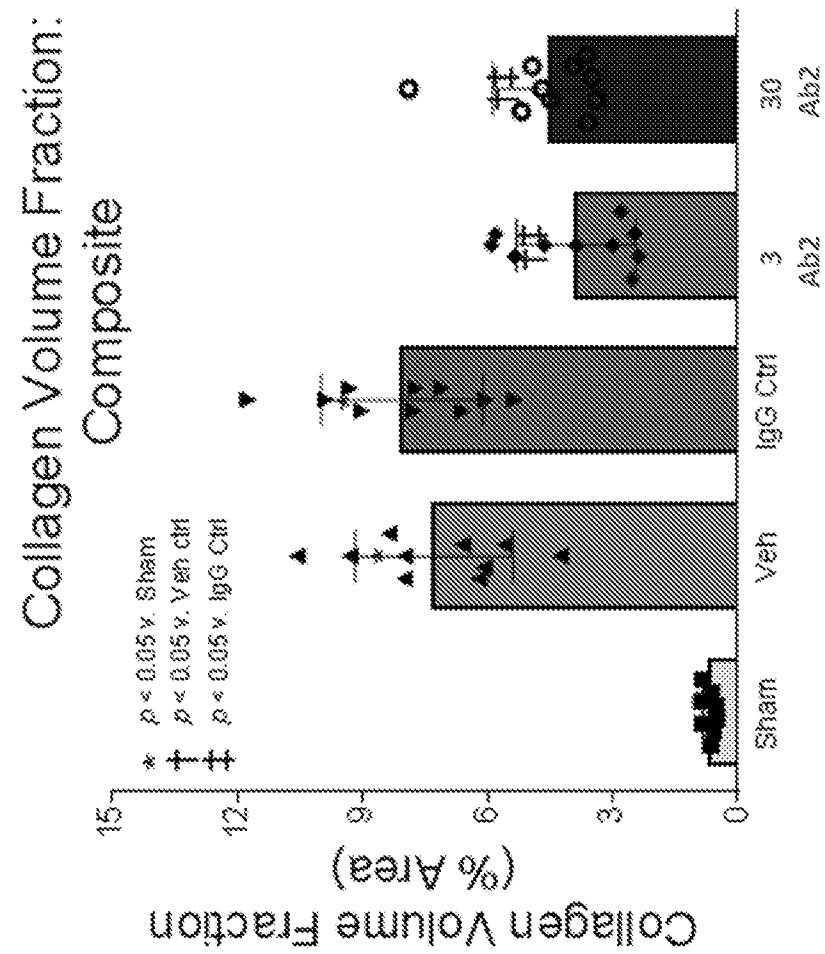 Collagen Volume Fraction:
Composite
* p < 0.05 v. Sham
† p < 0.05 v. Veh ctrl
‡ p < 0.05 v. IgG Ctrl
Collagen Volume Fraction
(% Area)
15
12
9
6
3
0
Sham
Veh
IgG Ctrl
3
Ab2
30
Ab2